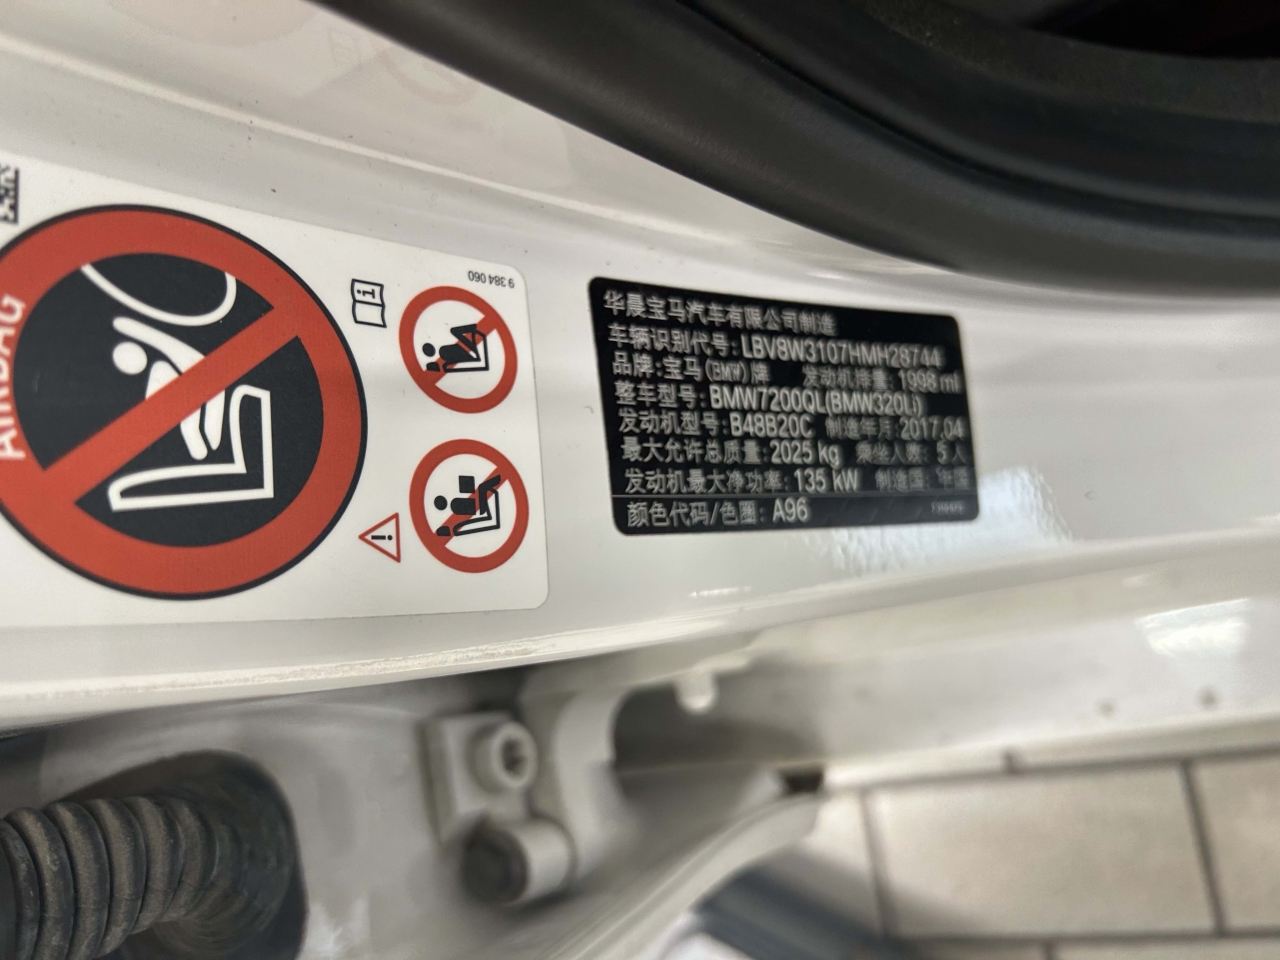 AIRBAG
9 384 060
华晨宝马汽车有限公司制造
车辆识别代号: LBV8W3107HMH28744
品牌: 宝马(BMW)牌 发动机排量: 1998 ml
整车型号: BMW7200QL(BMW320Li)
发动机型号: B48B20C 制造年月: 2017.04
最大允许总质量: 2025 kg 乘坐人数: 5 人
发动机最大净功率: 135 kW 制造国: 中国
颜色代码/色圈: A96